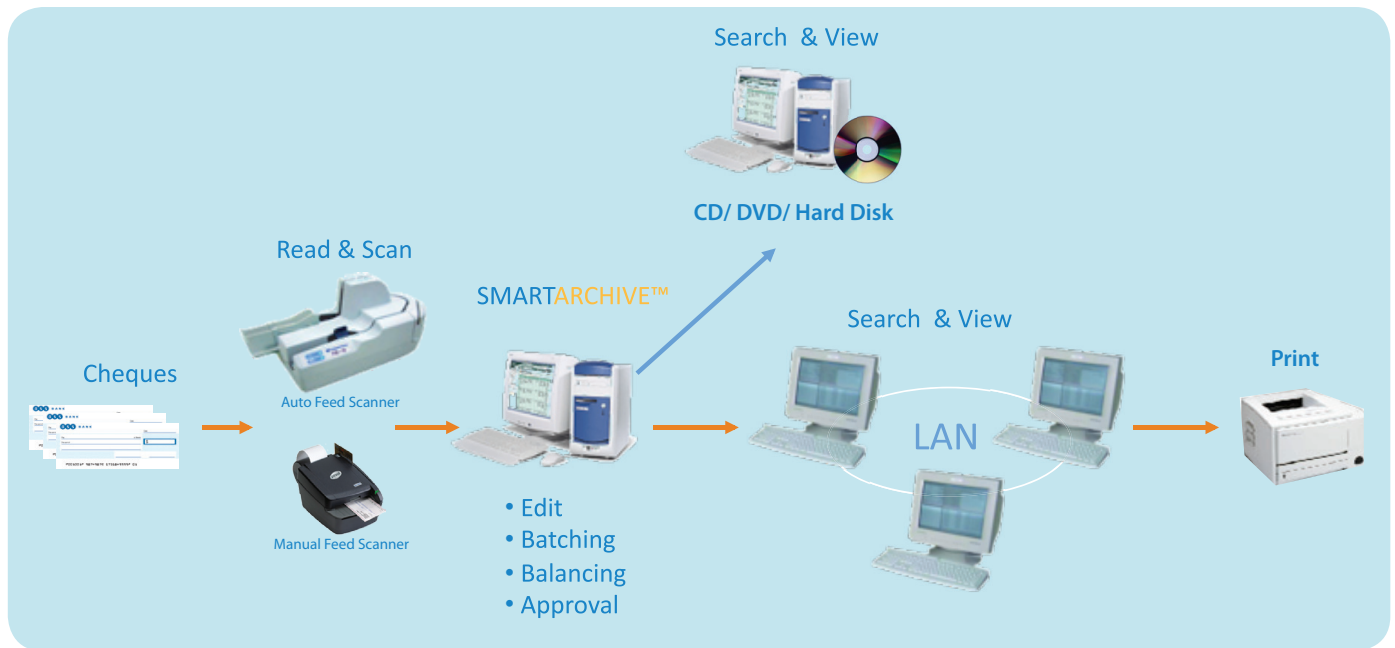 Search & View
CD/ DVD/ Hard Disk
Read & Scan
Auto Feed Scanner
Manual Feed Scanner
Cheques
SMARTARCHIVE™
• Edit
• Batching
• Balancing
• Approval
Search & View
LAN
Print